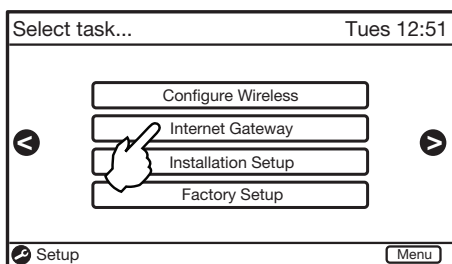 Select task...
Tues 12:51
Configure Wireless
Internet Gateway
Installation Setup
Factory Setup
Setup
Menu